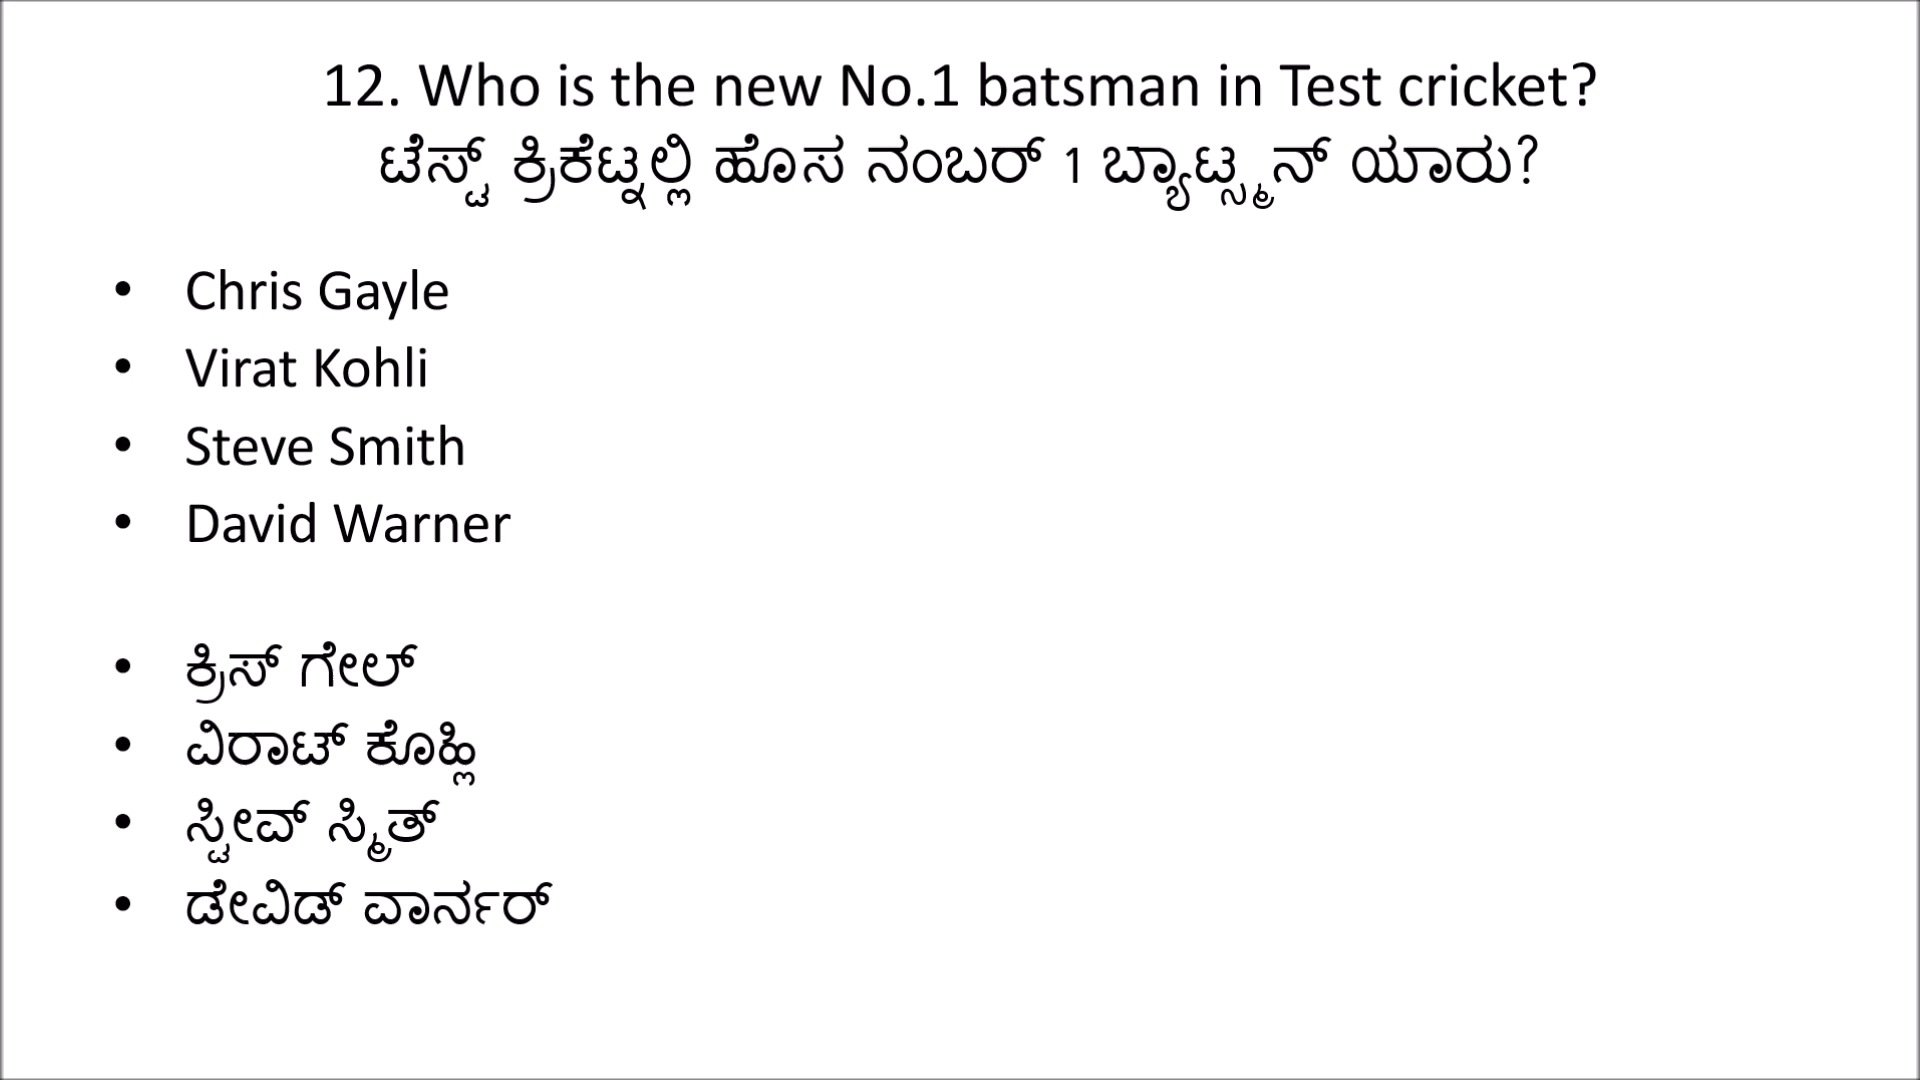 12. Who is the new No.1 batsman in Test cricket?
ಟೆಸ್ಟ್ ಕ್ರಿಕೆಟ್ನಲ್ಲಿ ಹೊಸ ನಂಬರ್ 1 ಬ್ಯಾಟ್ಸ್ಮನ್ ಯಾರು?
• Chris Gayle
• Virat Kohli
• Steve Smith
• David Warner
• ಕ್ರಿಸ್ ಗೇಲ್
• ವಿರಾಟ್ ಕೊಹ್ಲಿ
• ಸ್ಟೀವ್ ಸ್ಮಿತ್
• ಡೇವಿಡ್ ವಾರ್ನರ್